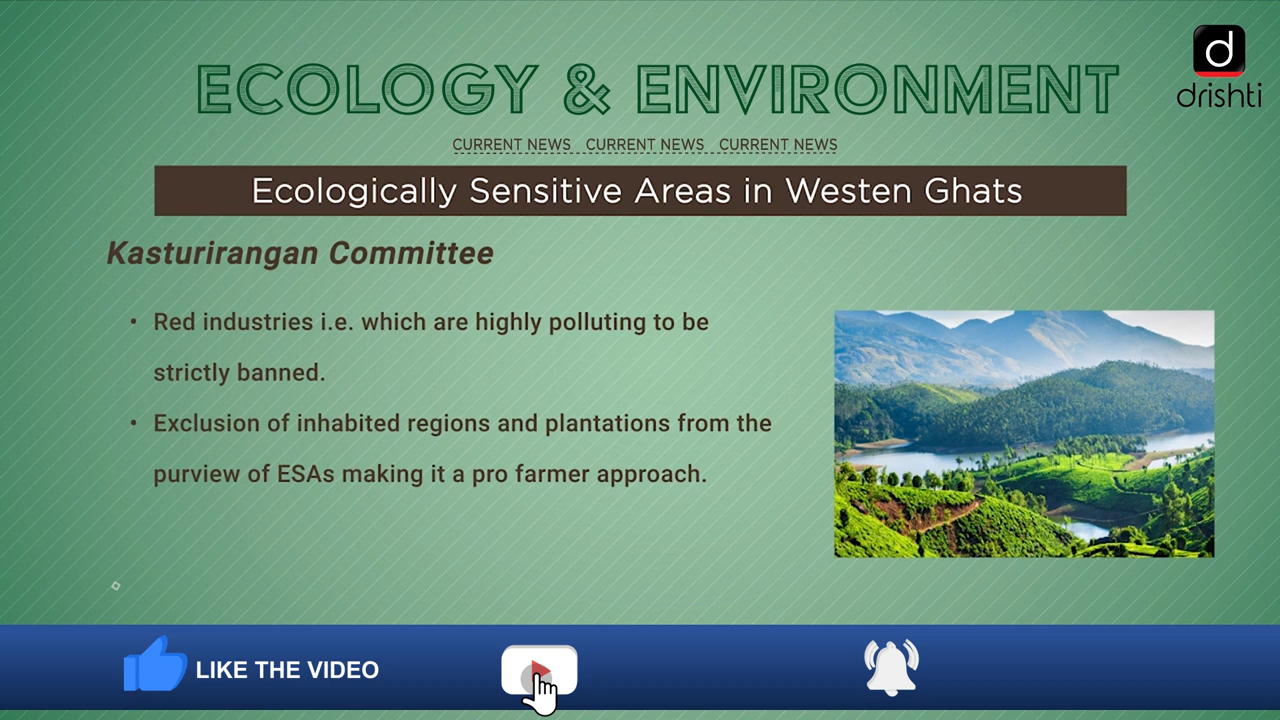 ECOLOGY & ENVIRONMENT
d
drishti
CURRENT NEWS CURRENT NEWS CURRENT NEWS
Ecologically Sensitive Areas in Westen Ghats
Kasturirangan Committee
• Red industries i.e. which are highly polluting to be
strictly banned.
• Exclusion of inhabited regions and plantations from the
purview of ESAs making it a pro farmer approach.
LIKE THE VIDEO